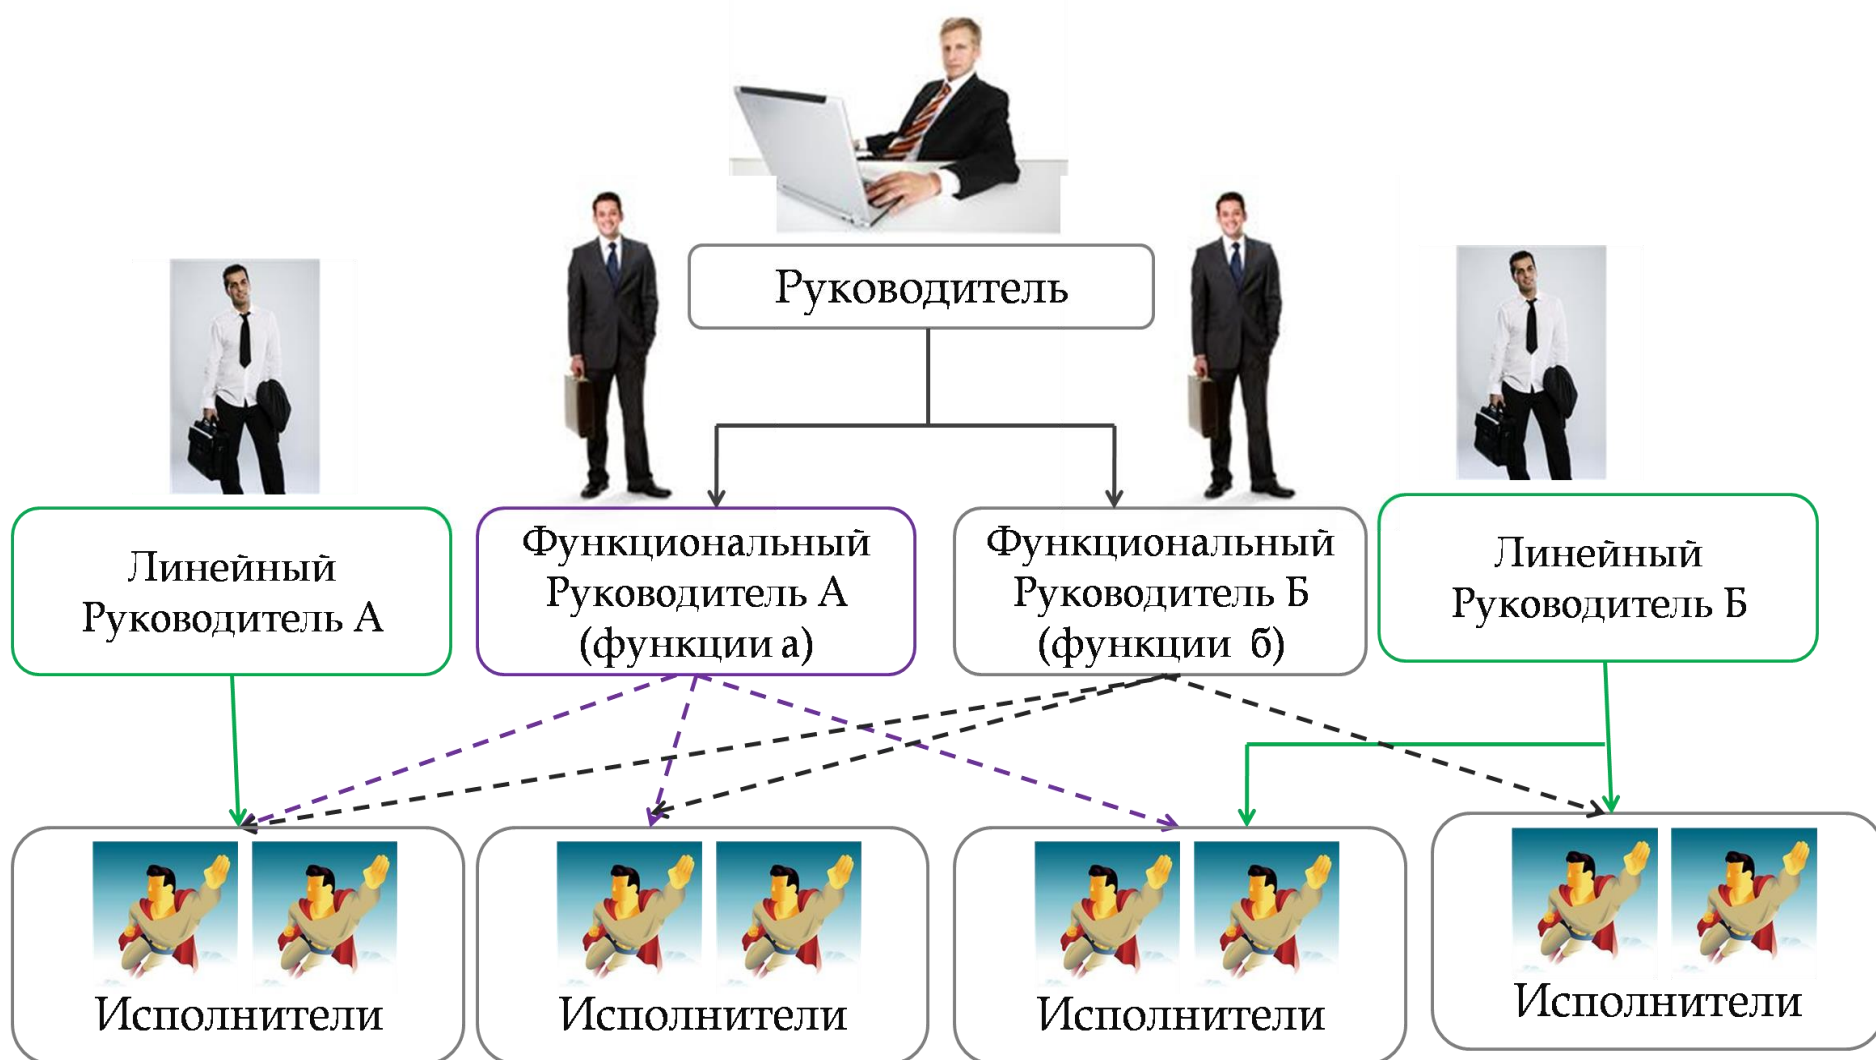 Руководитель
Линейный
Руководитель А
Функциональный
Руководитель А
(функции а)
Функциональный
Руководитель Б
(функции б)
Линейный
Руководитель Б
Исполнители
Исполнители
Исполнители
Исполнители